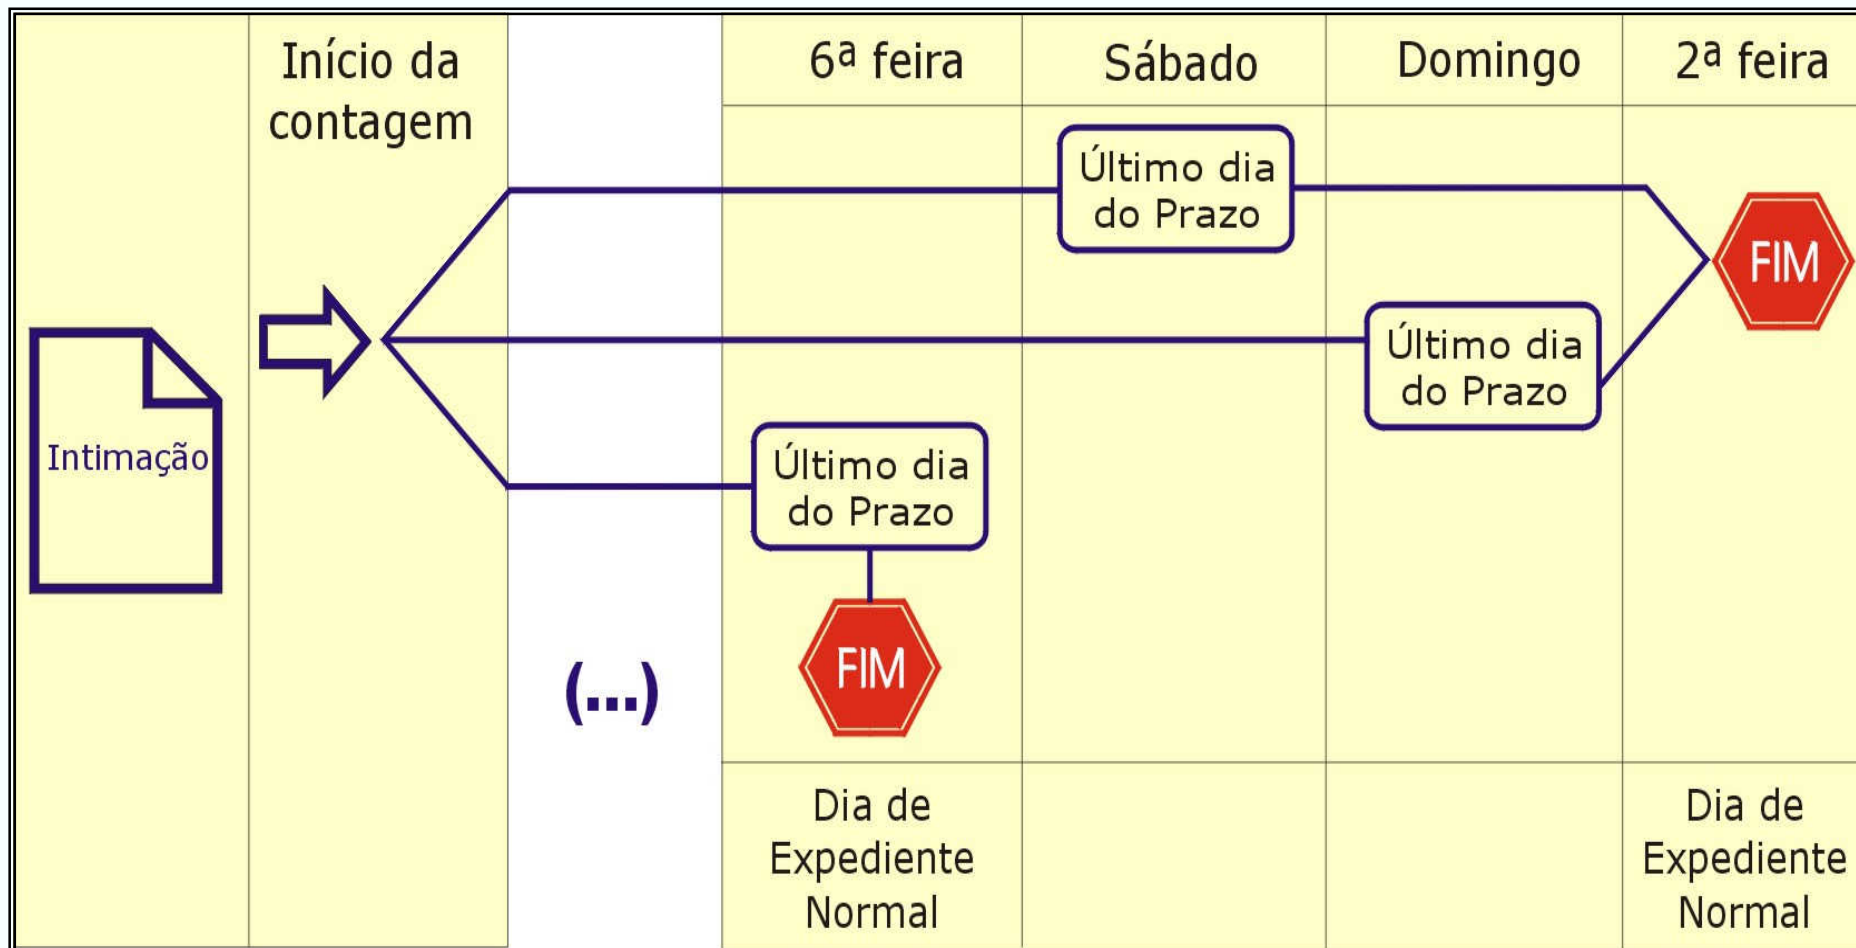 Início da
contagem
6ª feira
Sábado
Domingo
2ª feira
Último dia
do Prazo
FIM
Último dia
do Prazo
Intimação
Último dia
do Prazo
FIM
(...)
Dia de
Expediente
Normal
Dia de
Expediente
Normal